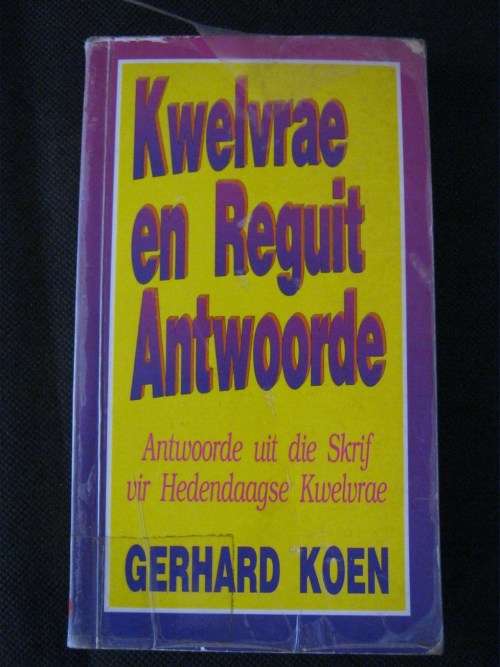 Kwelvrae
en Reguit
Antwoorde
Antwoorde uit die Skrif
vir Hedendaagse Kwelvrae
GERHARD KOEN